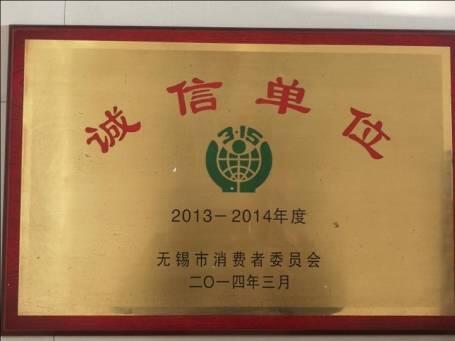 诚信单位
3·15
2013-2014年度
无锡市消费者委员会
二〇一四年三月